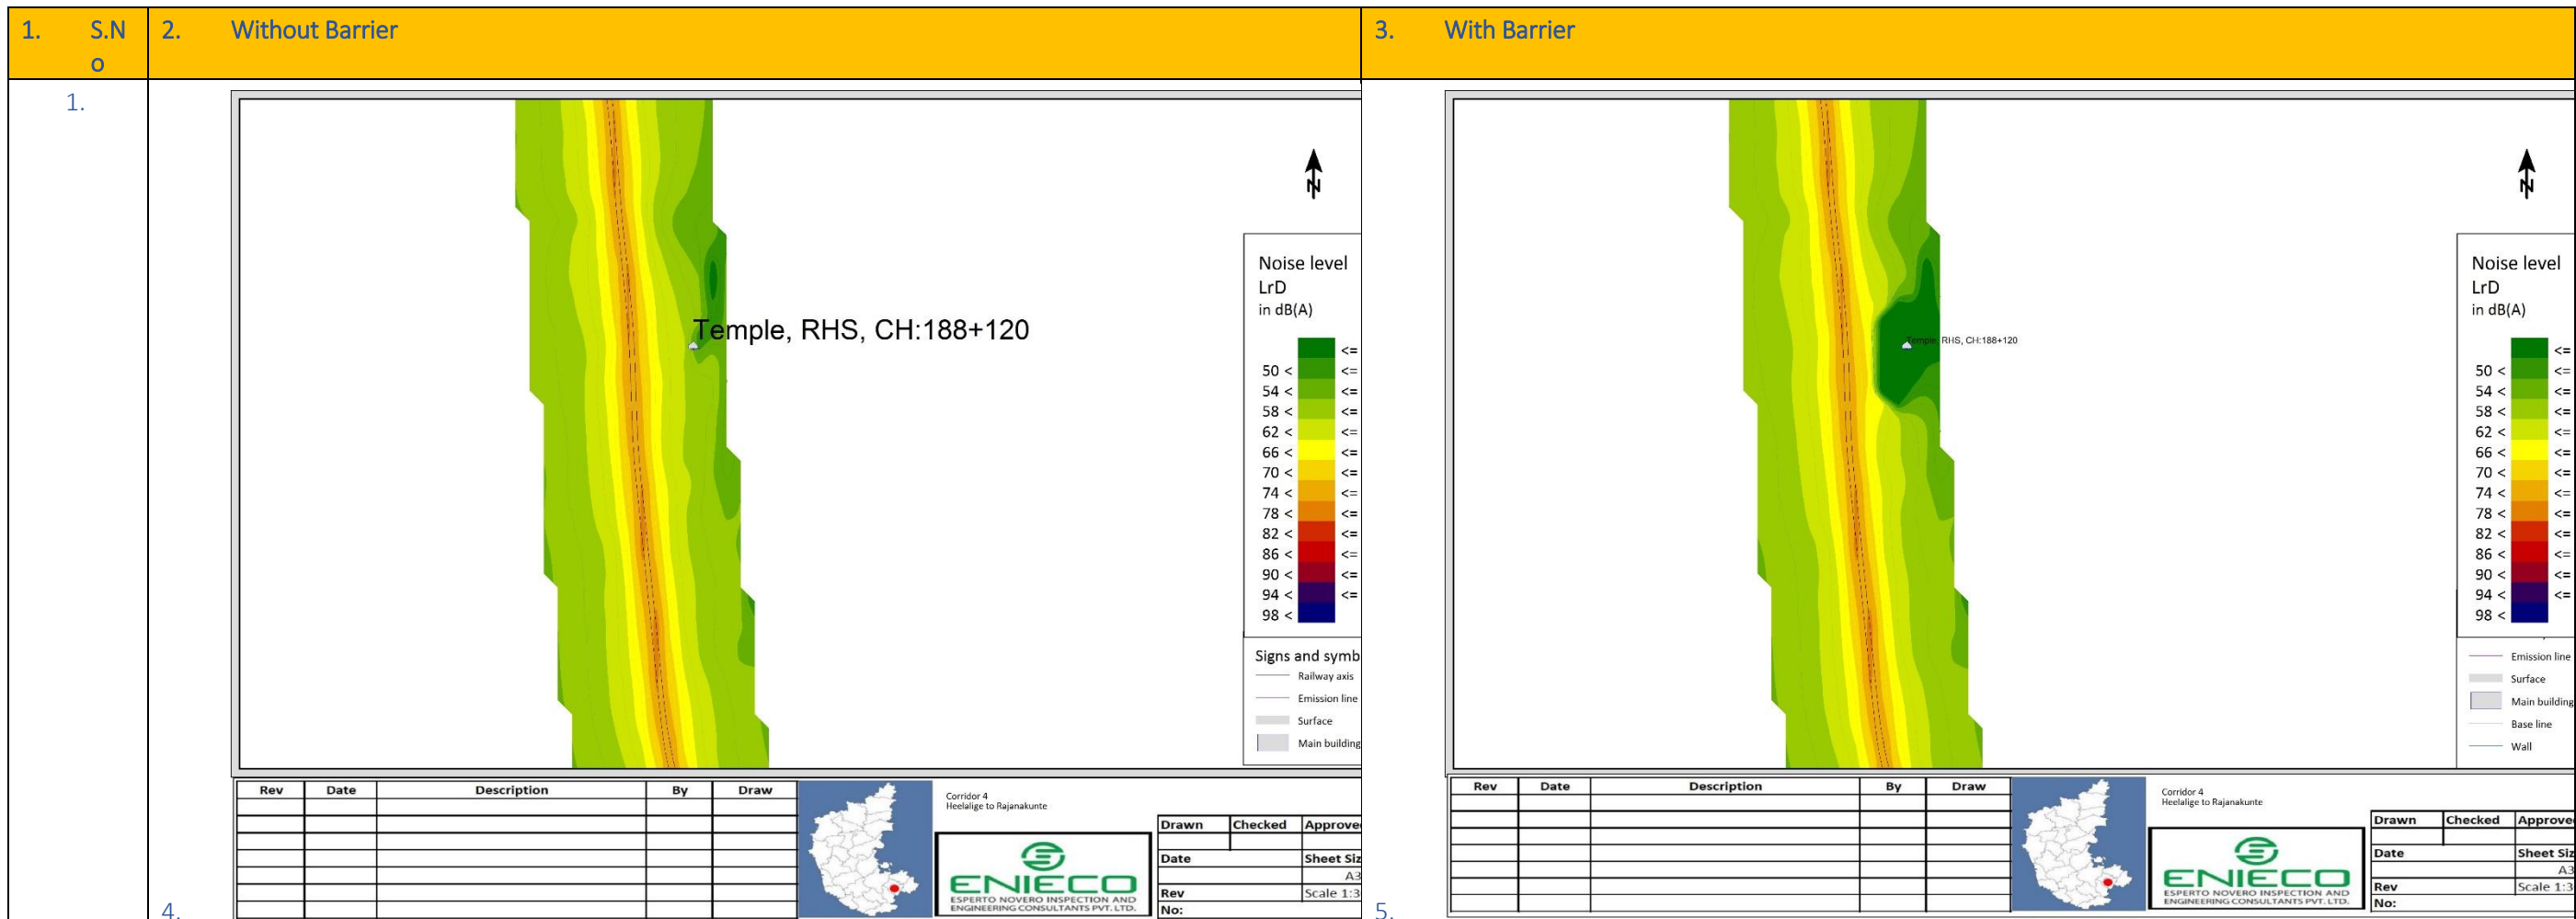 1. S.N
o
2. Without Barrier
3. With Barrier
1.
Temple, RHS, CH:188+120
N
Noise level
LrD
in dB(A)
<=
50 < <=
54 < <=
58 < <=
62 < <=
66 < <=
70 < <=
74 < <=
78 < <=
82 < <=
86 < <=
90 < <=
94 < <=
98 <
Signs and symb
Railway axis
Emission line
Surface
Main building
Rev Date Description By Draw
Corridor 4
Heelalige to Rajanakunte
ENIECO
ESPERTO NOVERO INSPECTION AND
ENGINEERING CONSULTANTS PVT. LTD.
Drawn Checked Approve
Date Sheet Siz
A3
Rev Scale 1:3
No:
4.
Temple, RHS, CH:188+120
N
Noise level
LrD
in dB(A)
<=
50 < <=
54 < <=
58 < <=
62 < <=
66 < <=
70 < <=
74 < <=
78 < <=
82 < <=
86 < <=
90 < <=
94 < <=
98 <
Emission line
Surface
Main building
Base line
Wall
Rev Date Description By Draw
Corridor 4
Heelalige to Rajanakunte
ENIECO
ESPERTO NOVERO INSPECTION AND
ENGINEERING CONSULTANTS PVT. LTD.
Drawn Checked Approve
Date Sheet Siz
A3
Rev Scale 1:3
No:
5.